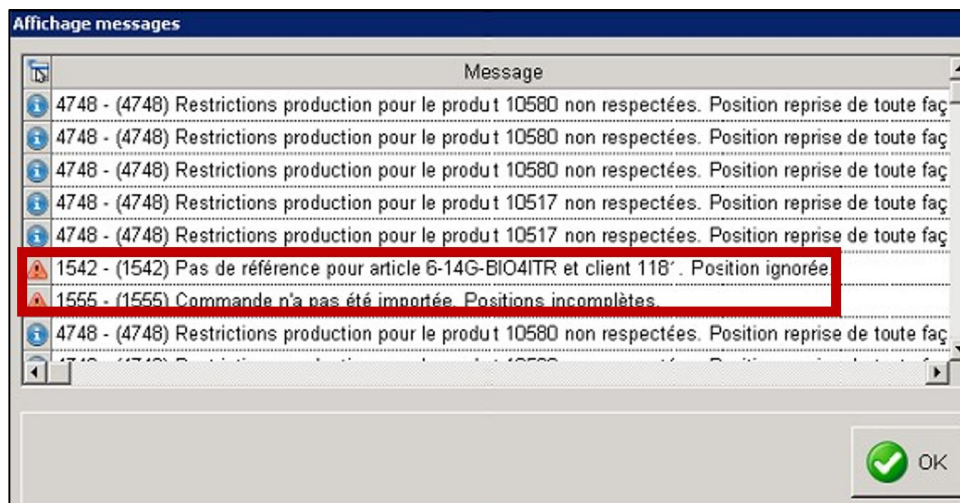 Affichage messages
Message
4748 - (4748) Restrictions production pour le produt 10580 non respectées. Position reprise de toute faç
4748 - (4748) Restrictions production pour le produt 10580 non respectées. Position reprise de toute faç
4748 - (4748) Restrictions production pour le produt 10580 non respectées. Position reprise de toute faç
4748 - (4748) Restrictions production pour le produt 10517 non respectées. Position reprise de toute faç
4748 - (4748) Restrictions production pour le produt 10517 non respectées. Position reprise de toute faç
1542 - (1542) Pas de référence pour article 6-14G-BIO4ITR et client 1181. Position ignorée
1555 - (1555) Commande n'a pas été importée. Positions incomplètes.
4748 - (4748) Restrictions production pour le produt 10580 non respectées. Position reprise de toute faç
OK